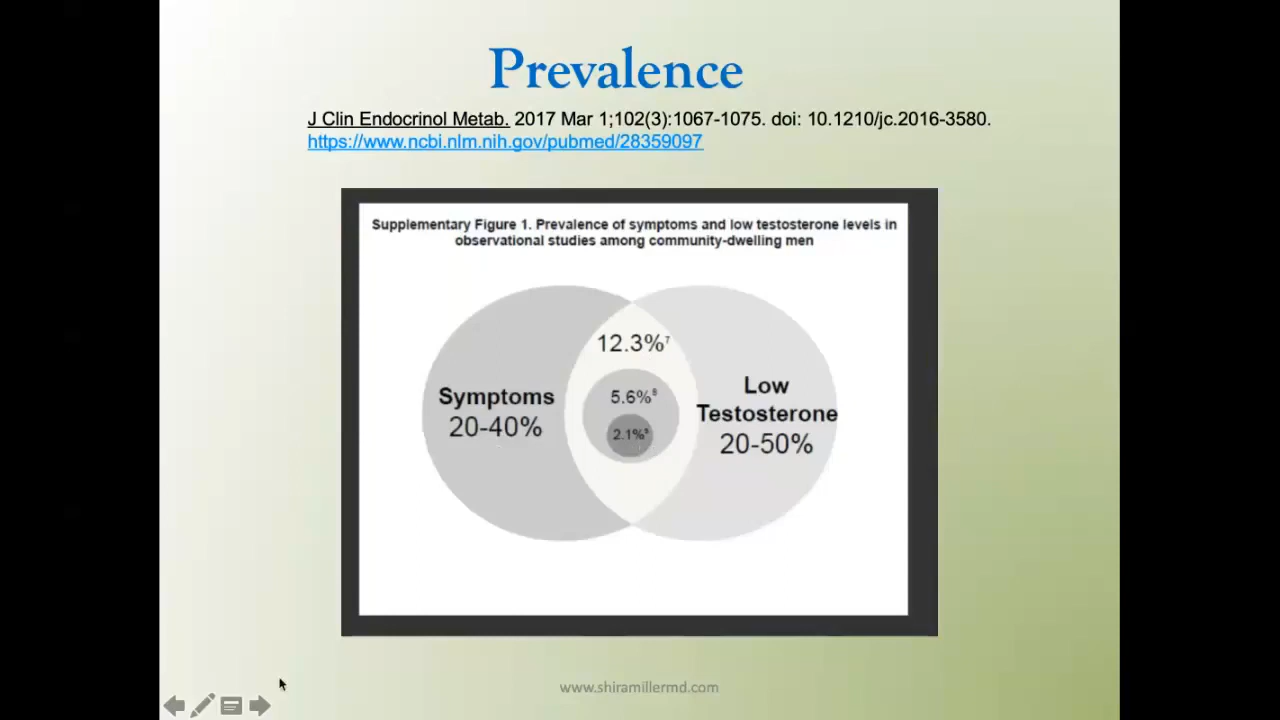 Prevalence
J Clin Endocrinol Metab. 2017 Mar 1;102(3):1067-1075. doi: 10.1210/jc.2016-3580.
https://www.ncbi.nlm.nih.gov/pubmed/28359097
Supplementary Figure 1. Prevalence of symptoms and low testosterone levels in
observational studies among community-dwelling men
12.3%⁷
5.6%
2.1%
Symptoms
20-40%
Low
Testosterone
20-50%
www.shiramillermd.com